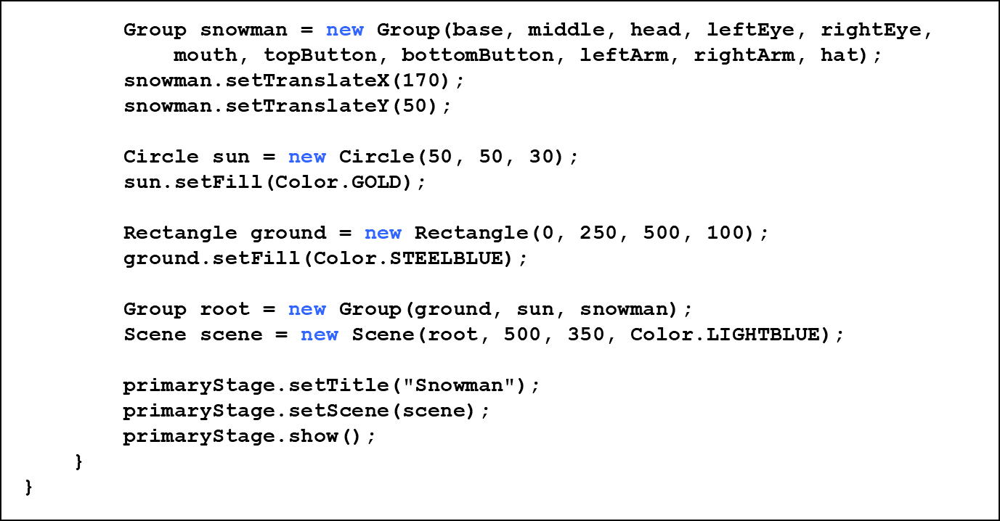 Group snowman = new Group(base, middle, head, leftEye, rightEye,
mouth, topButton, bottomButton, leftArm, rightArm, hat);
snowman.setTranslateX(170);
snowman.setTranslateY(50);
Circle sun = new Circle(50, 50, 30);
sun.setFill(Color.GOLD);
Rectangle ground = new Rectangle(0, 250, 500, 100);
ground.setFill(Color.STEELBLUE);
Group root = new Group(ground, sun, snowman);
Scene scene = new Scene(root, 500, 350, Color.LIGHTBLUE);
primaryStage.setTitle("Snowman");
primaryStage.setScene(scene);
primaryStage.show();
}
}